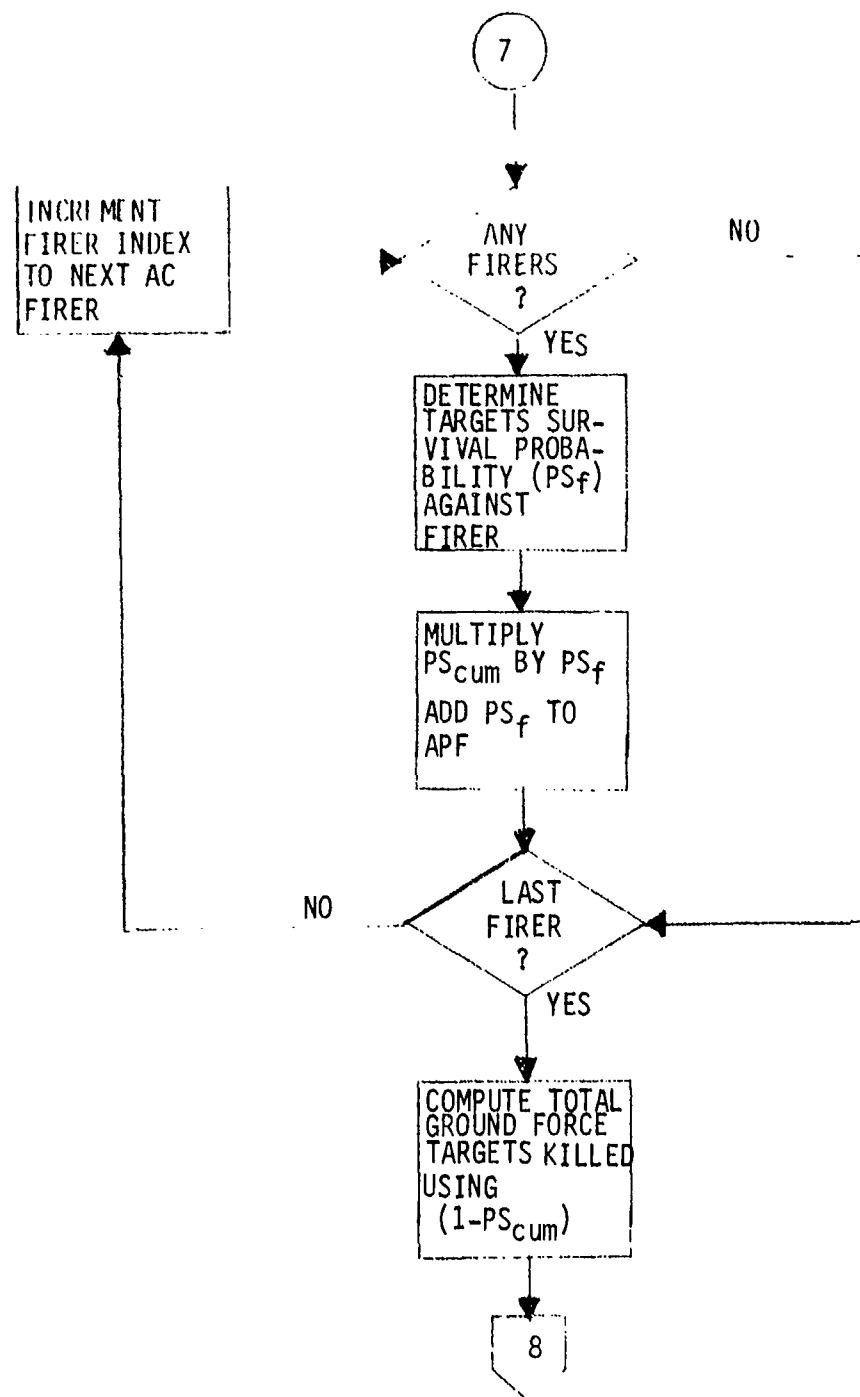 7
INCREMENT
FIRER INDEX
TO NEXT AC
FIRER
ANY
FIRERS
?
NO
YES
DETERMINE
TARGETS SUR-
VIVAL PROBA-
BILITY (PSf)
AGAINST
FIRER
MULTIPLY
PScum BY PSf
ADD PSf TO
APF
LAST
FIRER
?
NO
YES
COMPUTE TOTAL
GROUND FORCE
TARGETS KILLED
USING
(1-PScum)
8